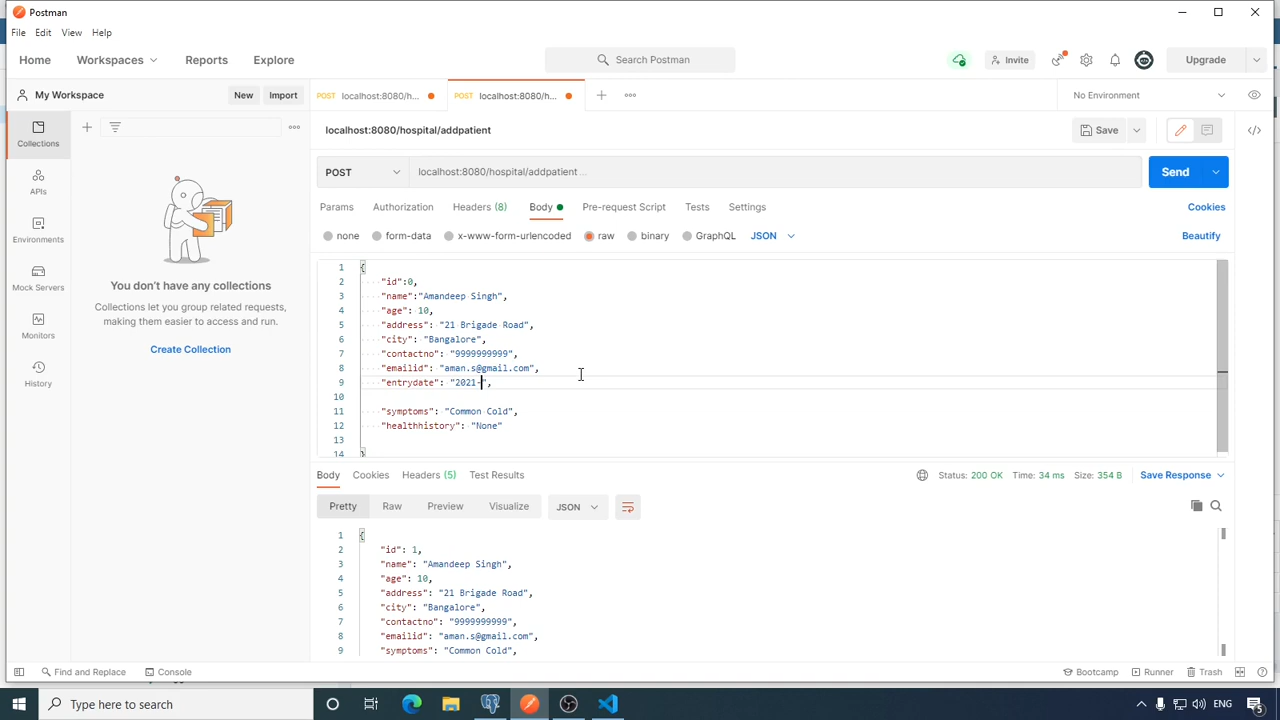 Postman
File Edit View Help
Home Workspaces Reports Explore Search Postman Invite Upgrade
My Workspace New Import POST localhost:8080/h... POST localhost:8080/h... No Environment
Collections
APIs
Environments
Mock Servers
Monitors
History
You don't have any collections
Collections let you group related requests,
making them easier to access and run.
Create Collection
localhost:8080/hospital/addpatient Save
POST localhost:8080/hospital/addpatient ... Send
Params Authorization Headers (8) Body Pre-request Script Tests Settings Cookies
none form-data x-www-form-urlencoded raw binary GraphQL JSON Beautify
1 {
2 "id":0,
3 "name":"Amandeep Singh",
4 "age": 10,
5 "address": "21 Brigade Road",
6 "city": "Bangalore",
7 "contactno": "9999999999",
8 "emailid": "aman.s@gmail.com",
9 "entrydate": "2021-",
10
11 "symptoms": "Common Cold",
12 "healthhistory": "None"
13
14 }
Body Cookies Headers (5) Test Results Status: 200 OK Time: 34 ms Size: 354 B Save Response
Pretty Raw Preview Visualize JSON
1 {
2 "id": 1,
3 "name": "Amandeep Singh",
4 "age": 10,
5 "address": "21 Brigade Road",
6 "city": "Bangalore",
7 "contactno": "9999999999",
8 "emailid": "aman.s@gmail.com",
9 "symptoms": "Common Cold",
Find and Replace Console Bootcamp Runner Trash
Type here to search ENG 5